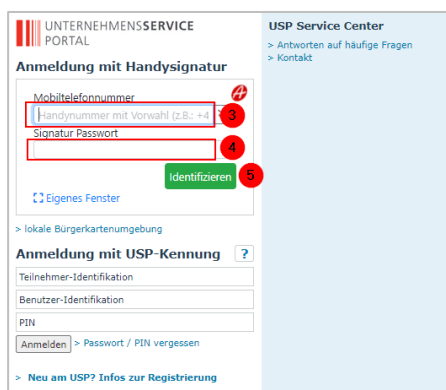 UNTERNEHMENSSERVICE
PORTAL
Anmeldung mit Handysignatur
Mobiltelefonnummer
Handynummer mit Vorwahl (z.B.: +4
3
Signatur Passwort
4
Identifizieren
5
Eigenes Fenster
> lokale Bürgerkartenumgebung
Anmeldung mit USP-Kennung ?
Teilnehmer-Identifikation
Benutzer-Identifikation
PIN
Anmelden > Passwort / PIN vergessen
> Neu am USP? Infos zur Registrierung
USP Service Center
> Antworten auf häufige Fragen
> Kontakt